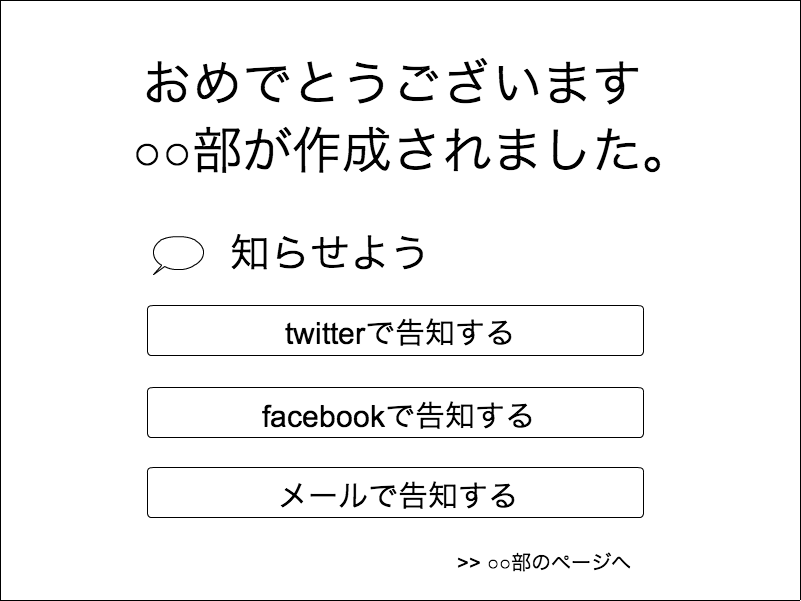 おめでとうございます
○○部が作成されました。
知らせよう
twitterで告知する
facebookで告知する
メールで告知する
>> ○○部のページへ